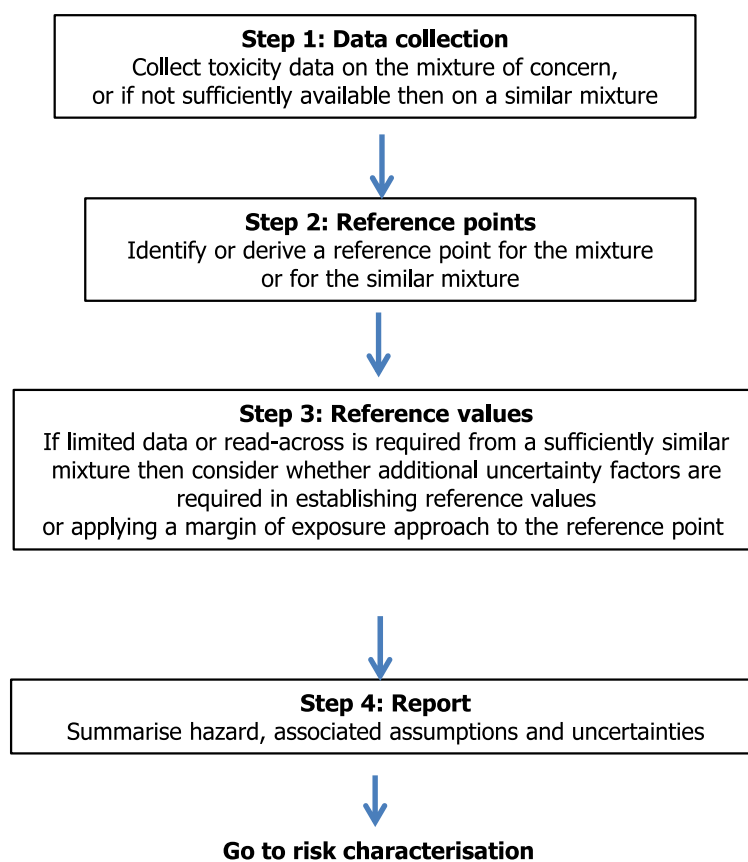 Step 1: Data collection
Collect toxicity data on the mixture of concern,
or if not sufficiently available then on a similar mixture
Step 2: Reference points
Identify or derive a reference point for the mixture
or for the similar mixture
Step 3: Reference values
If limited data or read-across is required from a sufficiently similar
mixture then consider whether additional uncertainty factors are
required in establishing reference values
or applying a margin of exposure approach to the reference point
Step 4: Report
Summarise hazard, associated assumptions and uncertainties
Go to risk characterisation